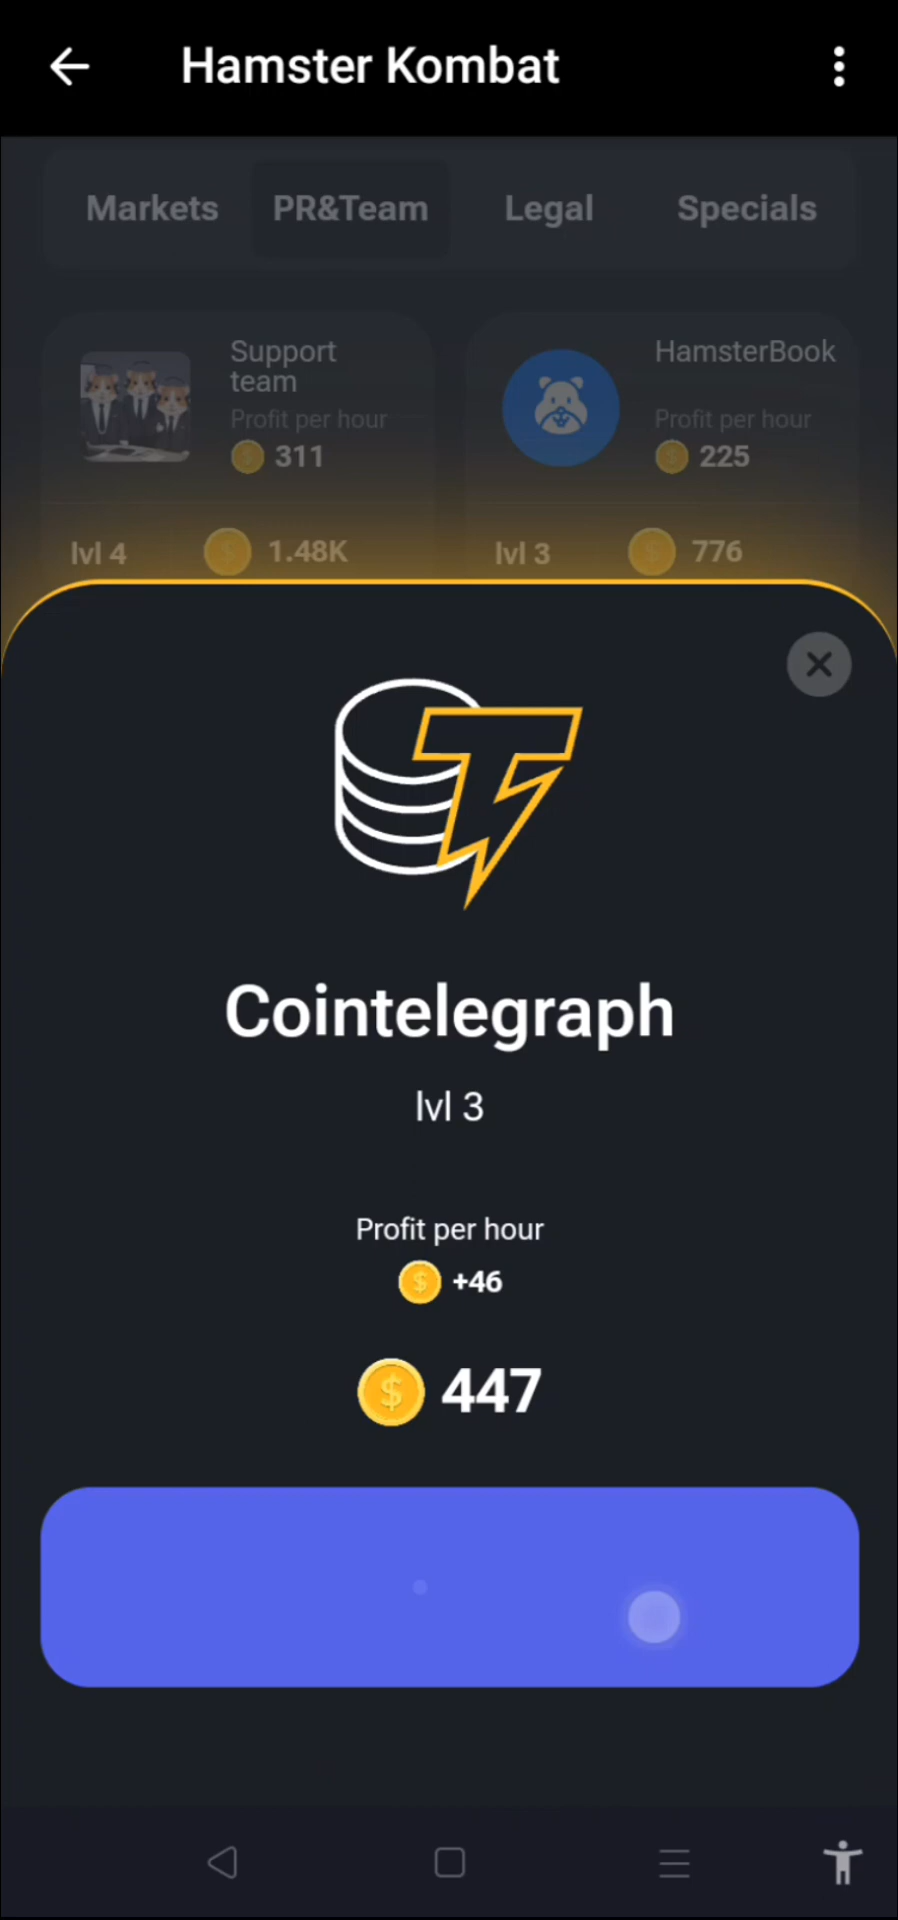 Hamster Kombat
Markets PR&Team Legal Specials
Support
team
Profit per hour
311
lvl 4 1.48K
HamsterBook
Profit per hour
225
lvl 3 776
Cointelegraph
lvl 3
Profit per hour
+46
447